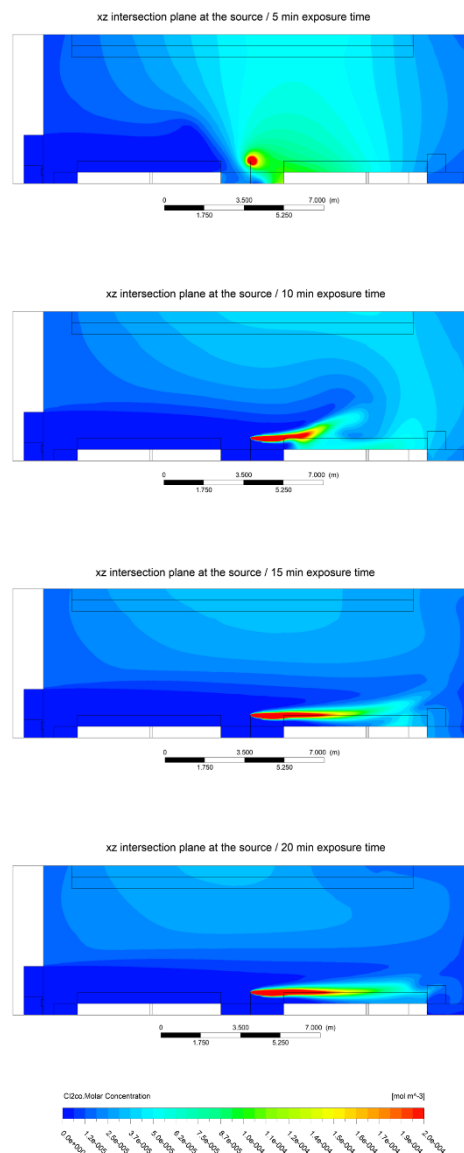 xz intersection plane at the source / 5 min exposure time
0 3.500 7.000 (m)
1.750 5.250
xz intersection plane at the source / 10 min exposure time
0 3.500 7.000 (m)
1.750 5.250
xz intersection plane at the source / 15 min exposure time
0 3.500 7.000 (m)
1.750 5.250
xz intersection plane at the source / 20 min exposure time
0 3.500 7.000 (m)
1.750 5.250
Cl2co.Molar Concentration [mol m^-3]
1.2e-005 2.5e-005 3.7e-005 5.0e-005 6.2e-005 7.5e-005 8.7e-005 1.0e-004 1.1e-004 1.2e-004 1.4e-004 1.5e-004 1.6e-004 1.7e-004 1.9e-004 2.0e-004